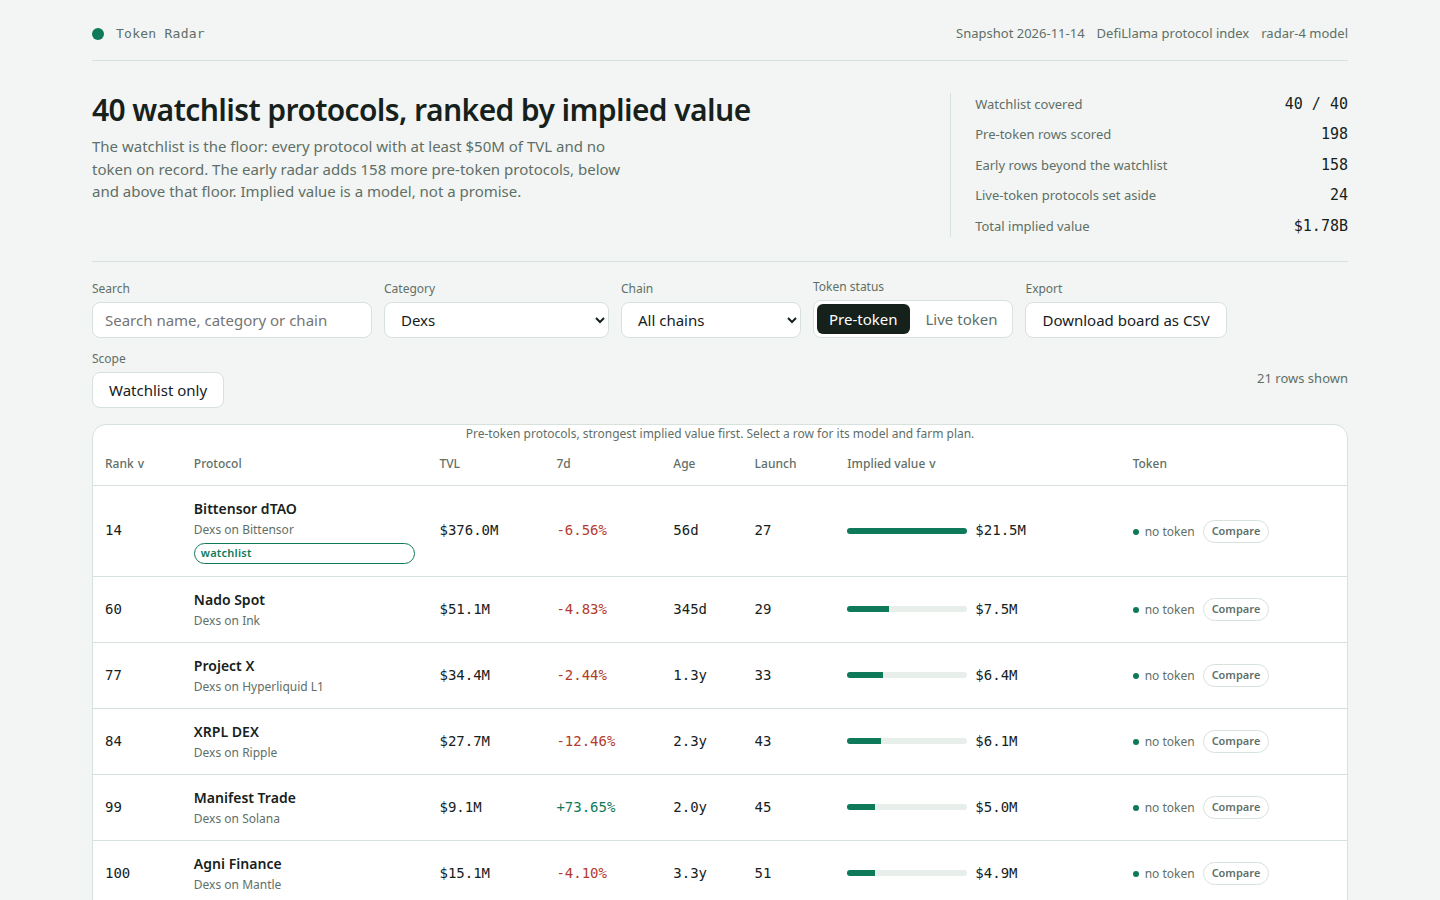 Token Radar
Snapshot 2026-11-14 DefiLlama protocol index radar-4 model
40 watchlist protocols, ranked by implied value
The watchlist is the floor: every protocol with at least $50M of TVL and no
token on record. The early radar adds 158 more pre-token protocols, below
and above that floor. Implied value is a model, not a promise.
Watchlist covered 40 / 40
Pre-token rows scored 198
Early rows beyond the watchlist 158
Live-token protocols set aside 24
Total implied value $1.78B
Search
Search name, category or chain
Category
Dexs
Chain
All chains
Token status
Pre-token Live token
Export
Download board as CSV
Scope
Watchlist only
21 rows shown
Pre-token protocols, strongest implied value first. Select a row for its model and farm plan.
Rank v Protocol TVL 7d Age Launch Implied value v Token
14 Bittensor dTAO $376.0M -6.56% 56d 27 $21.5M no token Compare
Dexs on Bittensor
watchlist
60 Nado Spot $51.1M -4.83% 345d 29 $7.5M no token Compare
Dexs on Ink
77 Project X $34.4M -2.44% 1.3y 33 $6.4M no token Compare
Dexs on Hyperliquid L1
84 XRPL DEX $27.7M -12.46% 2.3y 43 $6.1M no token Compare
Dexs on Ripple
99 Manifest Trade $9.1M +73.65% 2.0y 45 $5.0M no token Compare
Dexs on Solana
100 Agni Finance $15.1M -4.10% 3.3y 51 $4.9M no token Compare
Dexs on Mantle